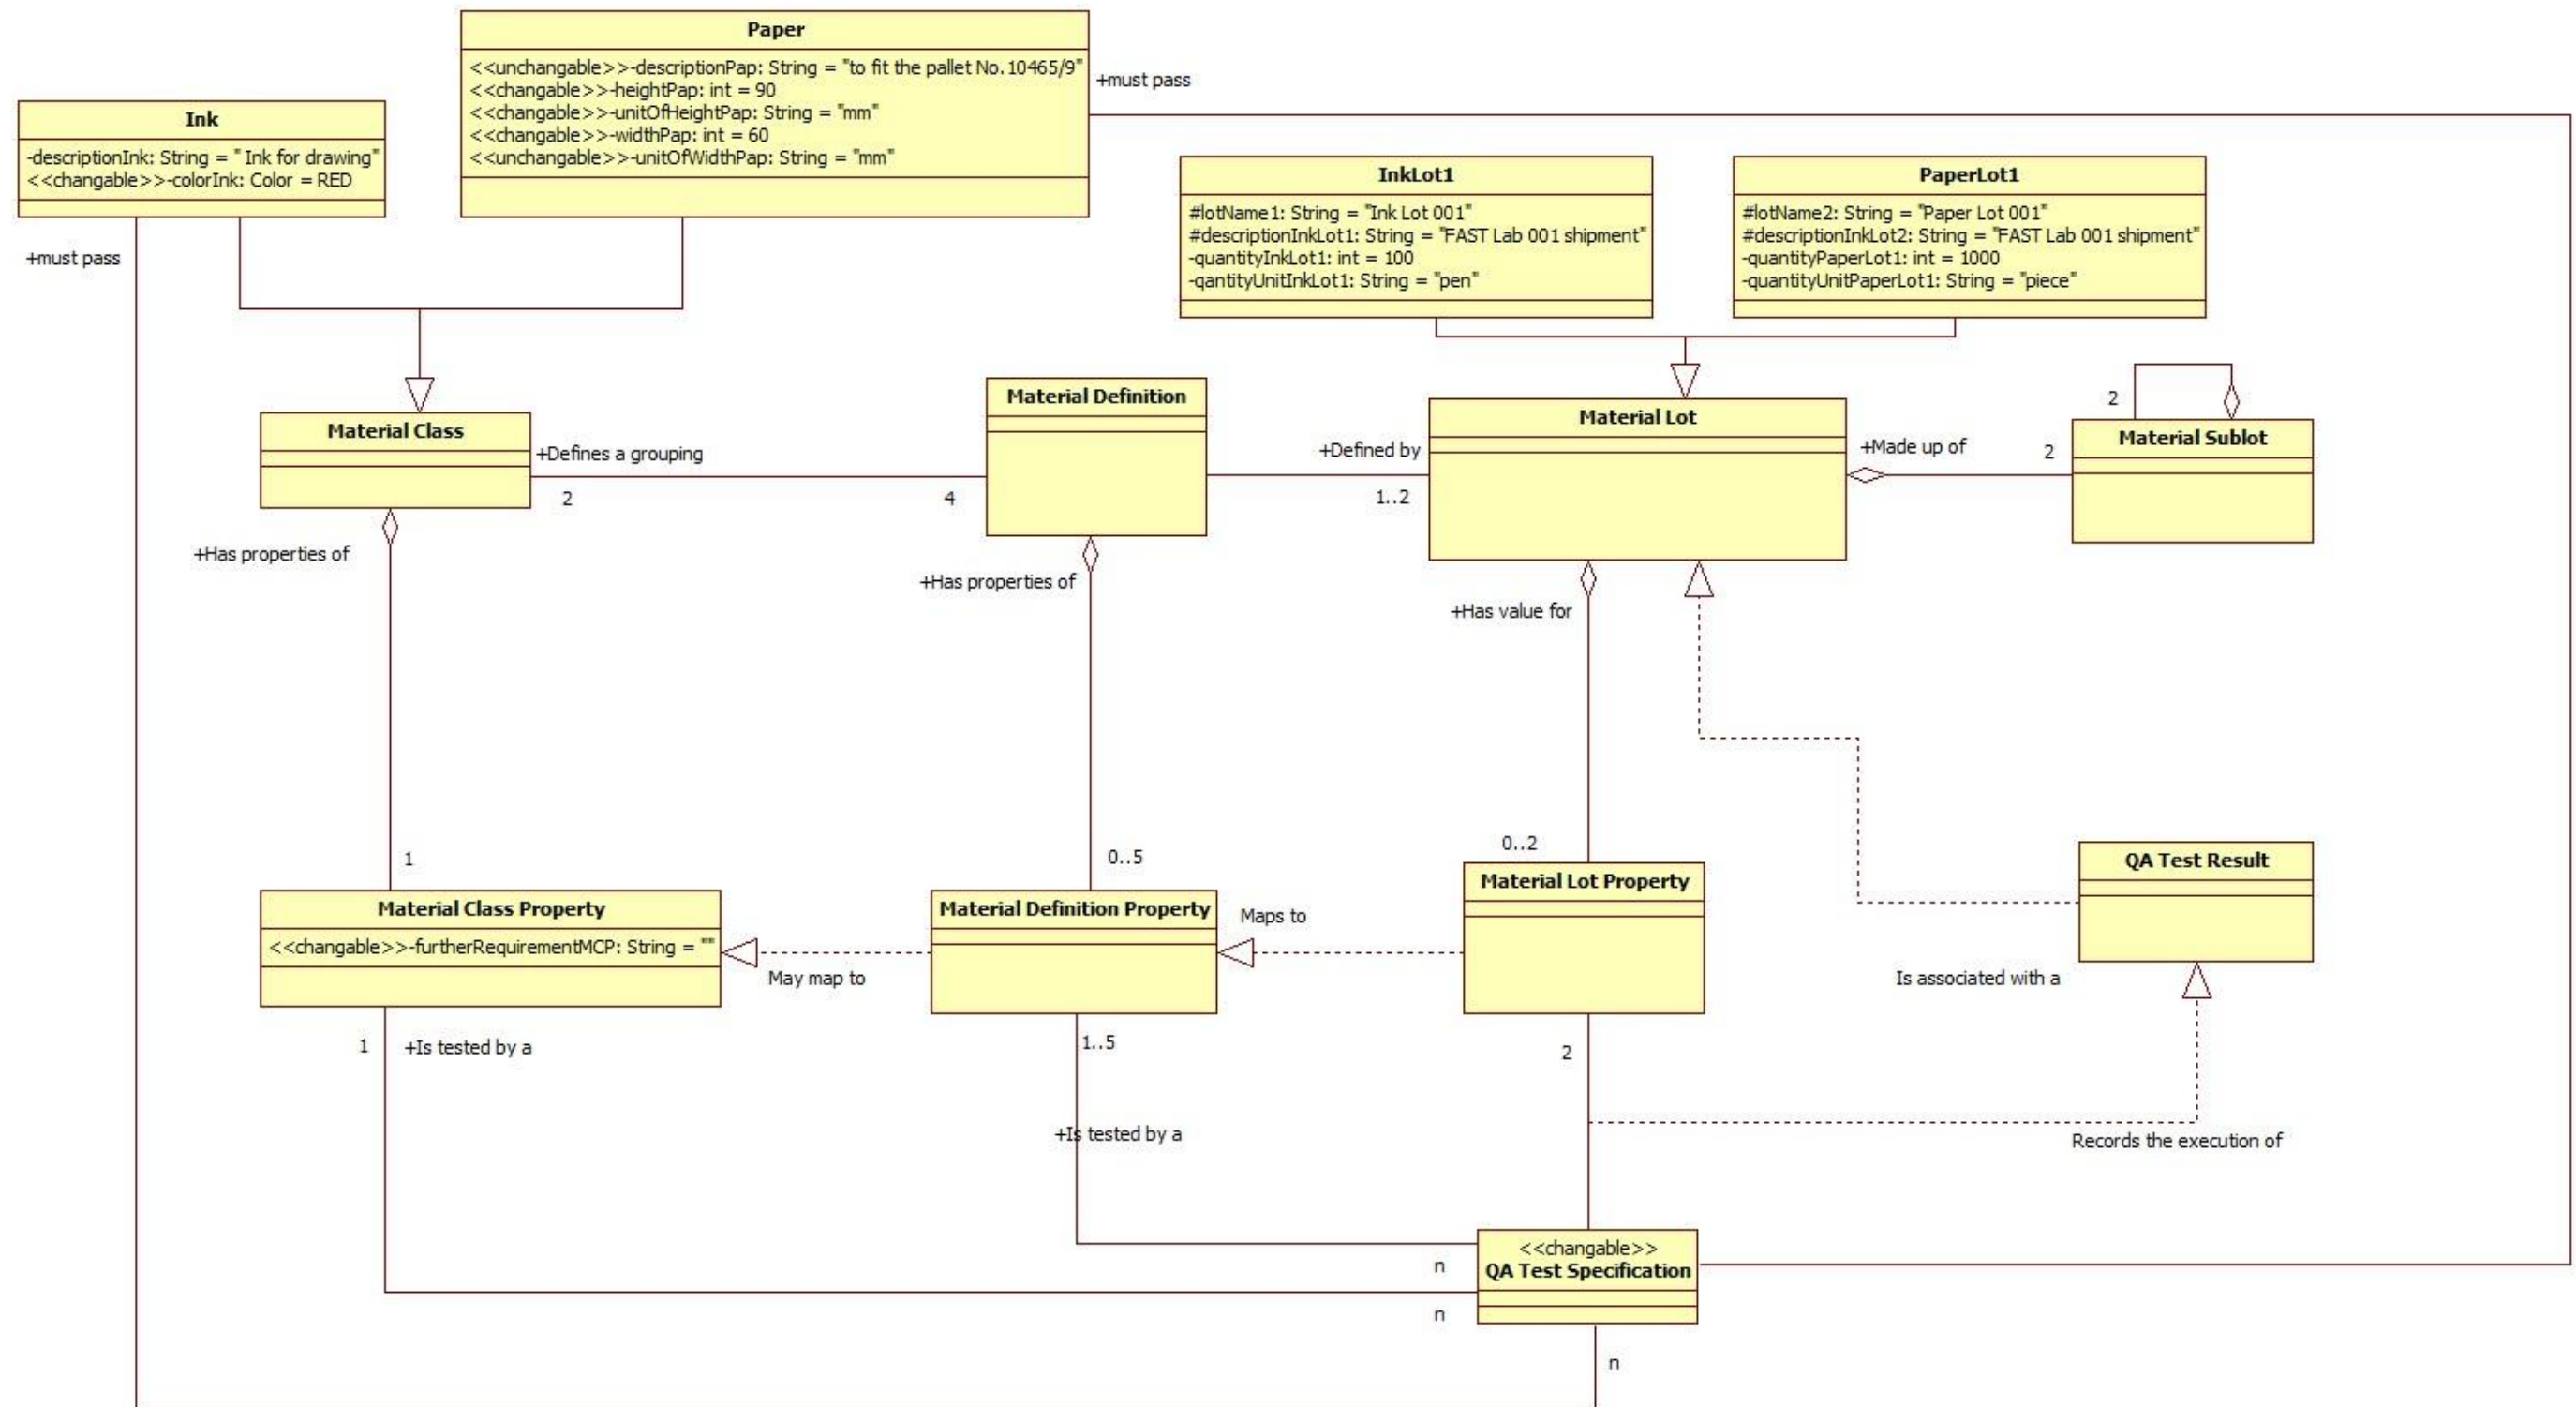 Paper
<<unchangable>>-descriptionPap: String = "to fit the pallet No.10465/9"
<<changable>>-heightPap: int = 90
<<changable>>-unitOfHeightPap: String = "mm"
<<changable>>-widthPap: int = 60
<<unchangable>>-unitOfWidthPap: String = "mm"
+must pass
Ink
-descriptionInk: String = " Ink for drawing"
<<changable>>-colorInk: Color = RED
+must pass
InkLot1
#lotName1: String = "Ink Lot 001"
#descriptionInkLot1: String = "FAST Lab 001 shipment"
-quantityInkLot1: int = 100
-qantityUnitInkLot1: String = "pen"
PaperLot1
#lotName2: String = "Paper Lot 001"
#descriptionInkLot2: String = "FAST Lab 001 shipment"
-quantityPaperLot1: int = 1000
-quantityUnitPaperLot1: String = "piece"
Material Class
+Defines a grouping
2
4
Material Definition
+Defined by
1..2
Material Lot
+Made up of
2
2
Material Sublot
+Has properties of
+Has properties of
+Has value for
1
0..5
0..2
Material Class Property
<<changable>>-furtherRequirementMCP: String = ""
May map to
Material Definition Property
Maps to
Material Lot Property
QA Test Result
Is associated with a
1
+Is tested by a
1..5
+Is tested by a
2
Records the execution of
<<changable>>
QA Test Specification
n
n
n